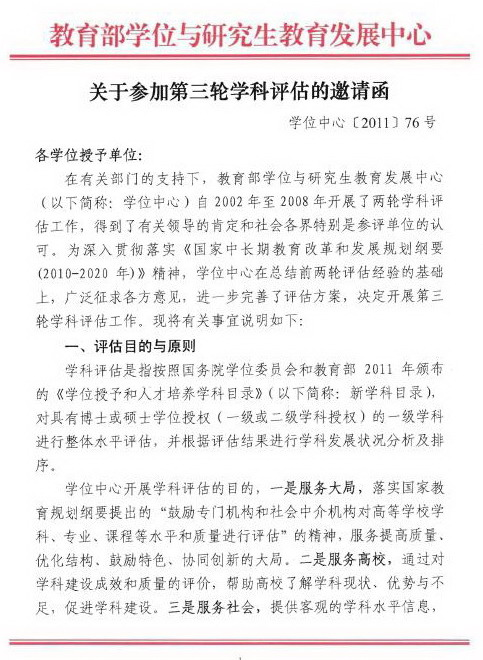 教育部学位与研究生教育发展中心
关于参加第三轮学科评估的邀请函
学位中心〔2011〕76 号
各学位授予单位：
在有关部门的支持下，教育部学位与研究生教育发展中心
（以下简称：学位中心）自 2002 年至 2008 年开展了两轮学科评
估工作，得到了有关领导的肯定和社会各界特别是参评单位的认
可。为深入贯彻落实《国家中长期教育改革和发展规划纲要
(2010-2020 年)》精神，学位中心在总结前两轮评估经验的基础
上，广泛征求各方意见，进一步完善了评估方案，决定开展第三
轮学科评估工作。现将有关事宜说明如下：
一、评估目的与原则
学科评估是指按照国务院学位委员会和教育部 2011 年颁布
的《学位授予和人才培养学科目录》（以下简称：新学科目录），
对具有博士或硕士学位授权（一级或二级学科授权）的一级学科
进行整体水平评估，并根据评估结果进行学科发展状况分析及排
序。
学位中心开展学科评估的目的，一是服务大局，落实国家教
育规划纲要提出的“鼓励专门机构和社会中介机构对高等学校学
科、专业、课程等水平和质量进行评估”的精神，服务提高质量、
优化结构、鼓励特色、协同创新的大局。二是服务高校，通过对
学科建设成效和质量的评价，帮助高校了解学科现状、优势与不
足，促进学科建设。三是服务社会，提供客观的学科水平信息，